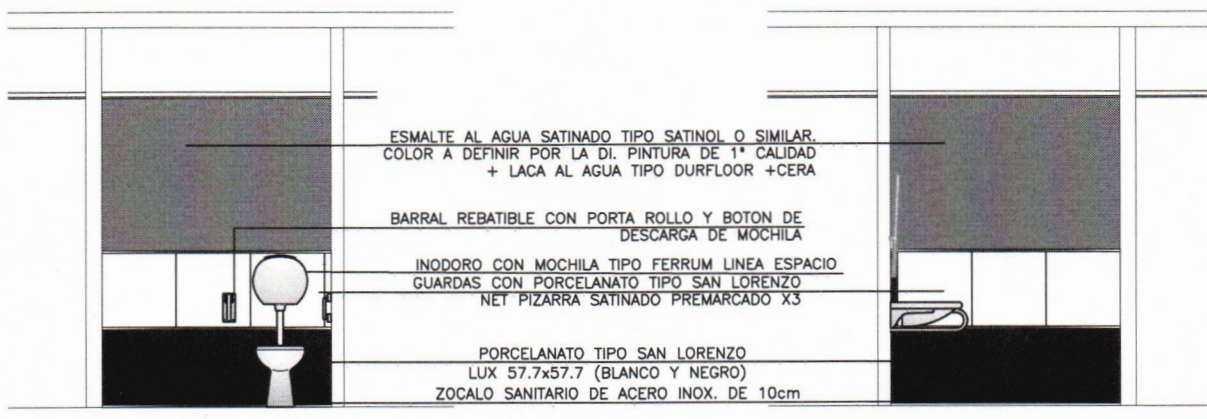 ESMALTE AL AGUA SATINADO TIPO SATINOL O SIMILAR.
COLOR A DEFINIR POR LA DI. PINTURA DE 1ª CALIDAD
+ LACA AL AGUA TIPO DURFLOOR +CERA
BARRAL REBATIBLE CON PORTA ROLLO Y BOTON DE
DESCARGA DE MOCHILA
INODORO CON MOCHILA TIPO FERRUM LINEA ESPACIO
GUARDAS CON PORCELANATO TIPO SAN LORENZO
NET PIZARRA SATINADO PREMARCADO X3
PORCELANATO TIPO SAN LORENZO
LUX 57.7x57.7 (BLANCO Y NEGRO)
ZOCALO SANITARIO DE ACERO INOX. DE 10cm